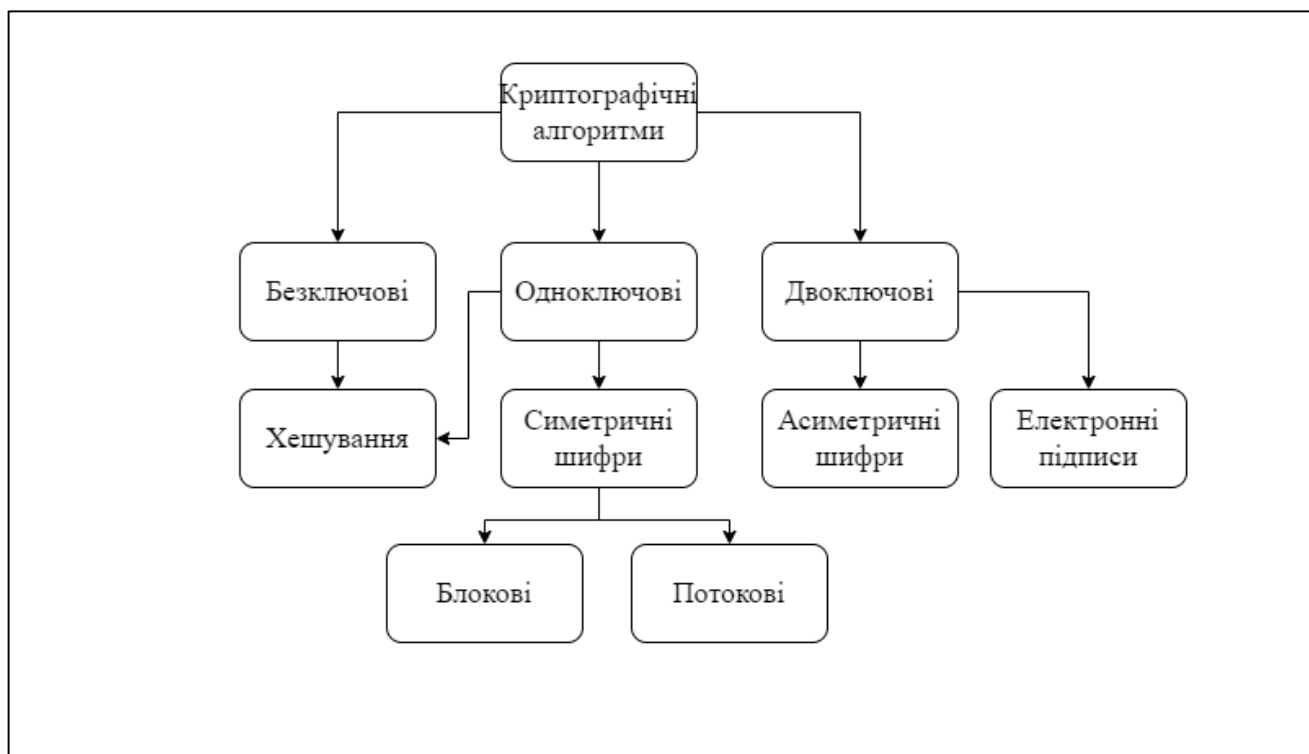 Криптографічні
алгоритми
Безключові
Одноключові
Двоключові
Хешування
Симетричні
шифри
Асиметричні
шифри
Електронні
підписи
Блокові
Потокові